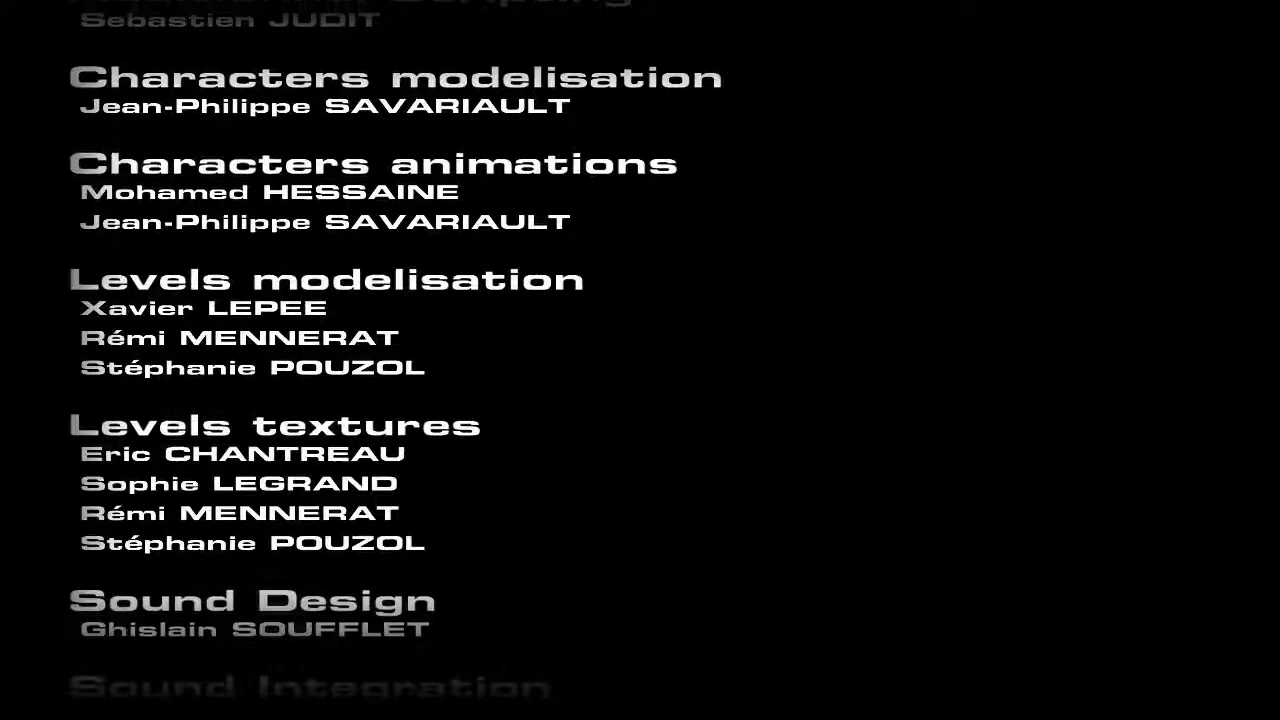 Sebastien JUDIT
Characters modelisation
Jean-Philippe SAVARIAULT
Characters animations
Mohamed HESSAINE
Jean-Philippe SAVARIAULT
Levels modelisation
Xavier LEPEE
Rémi MENNERAT
Stéphanie POUZOL
Levels textures
Eric CHANTREAU
Sophie LEGRAND
Rémi MENNERAT
Stéphanie POUZOL
Sound Design
Ghislain SOUFFLET
Sound Integration